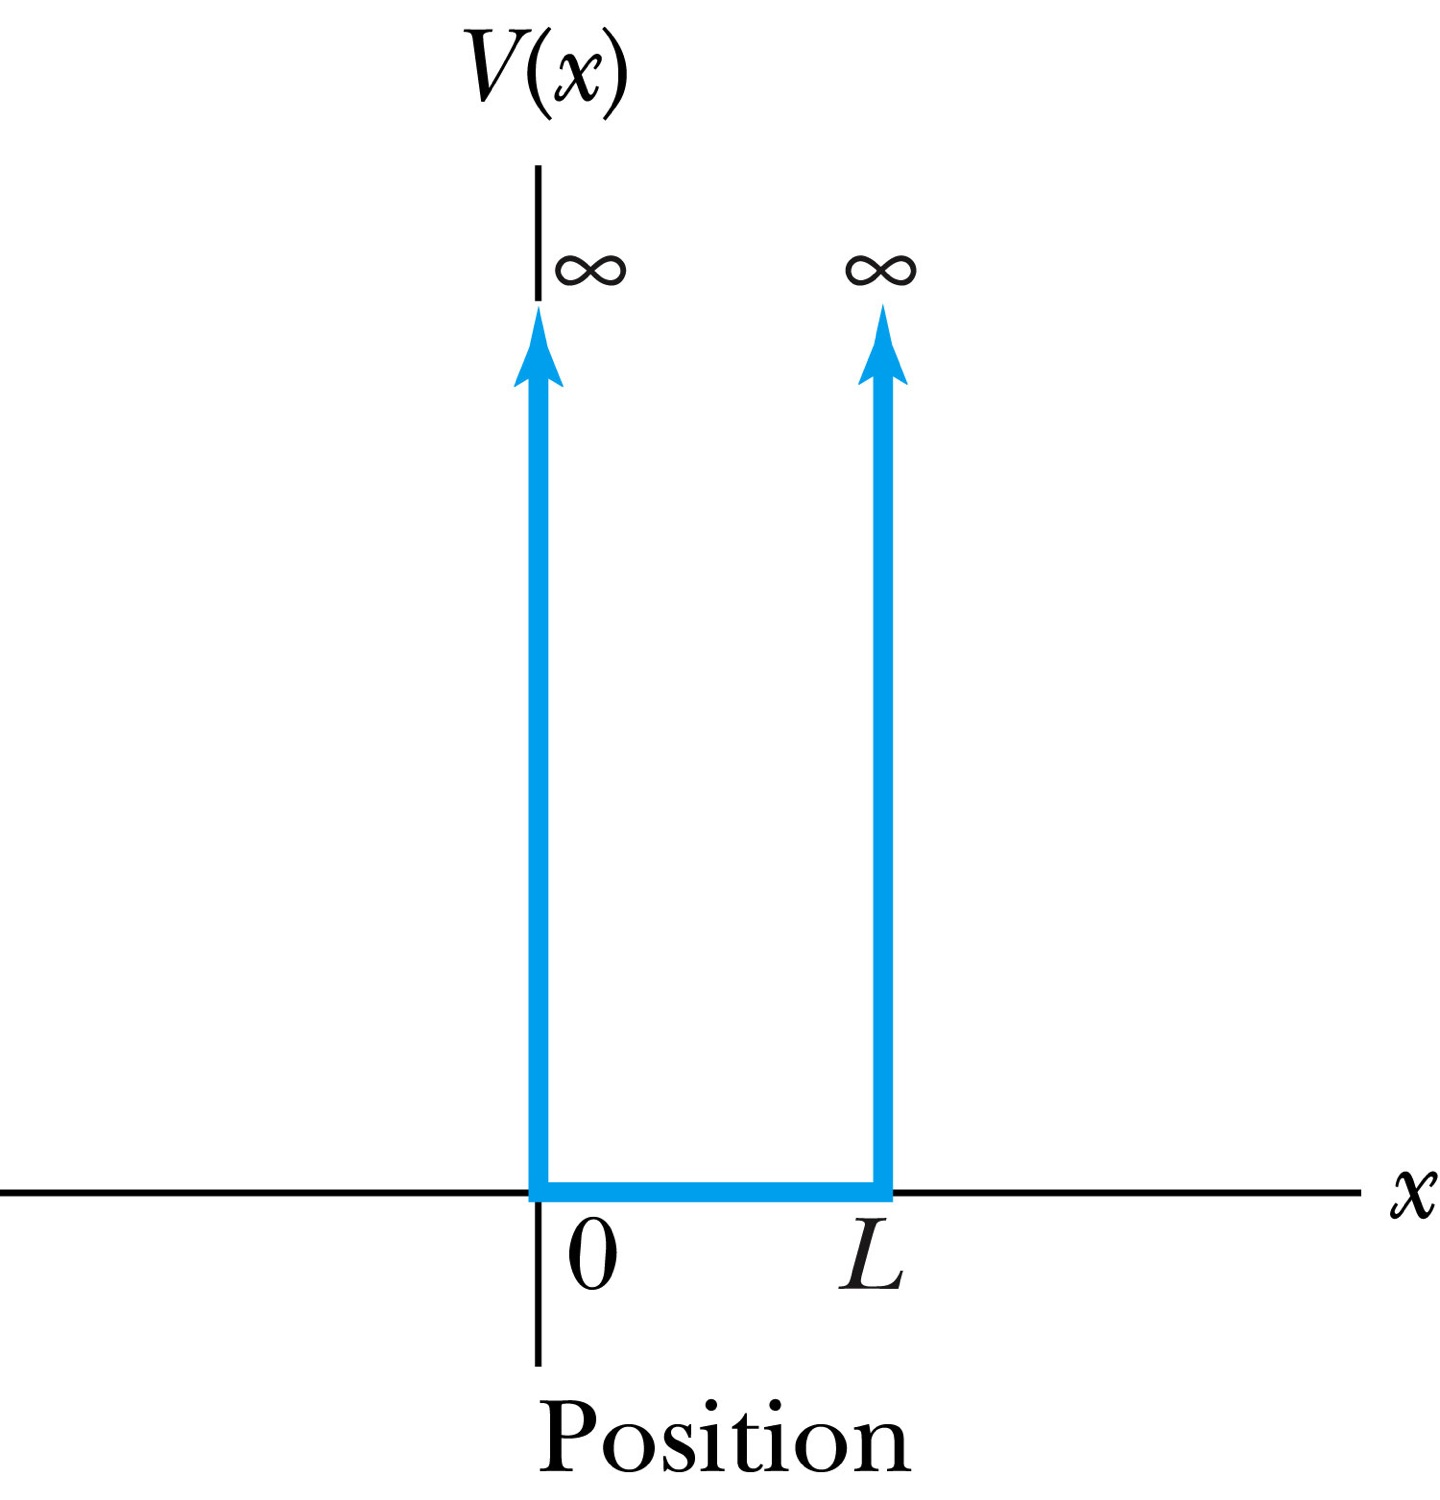 V(x)
∞ ∞
x
0 L
Position